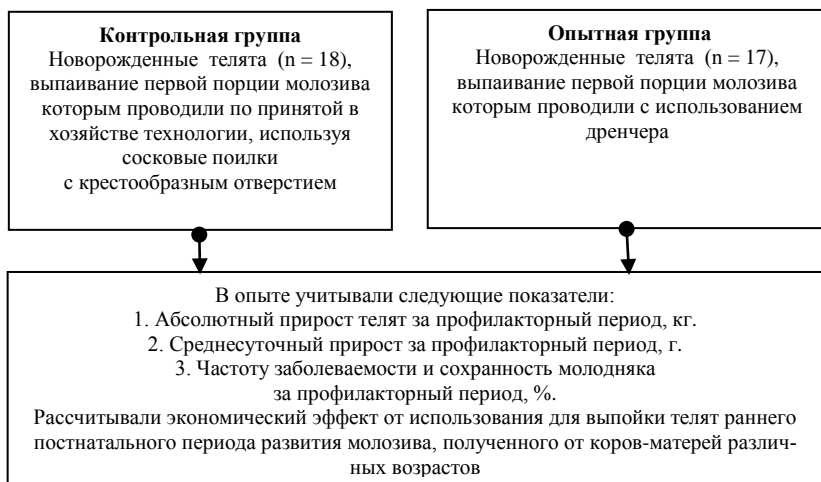 Контрольная группа
Новорожденные телята (n = 18),
выпаивание первой порции молозива
которым проводили по принятой в
хозяйстве технологии, используя
сосковые поилки
с крестообразным отверстием
Опытная группа
Новорожденные телята (n = 17),
выпаивание первой порции молозива
которым проводили с использованием
дренчера
В опыте учитывали следующие показатели:
1. Абсолютный прирост телят за профилакторный период, кг.
2. Среднесуточный прирост за профилакторный период, г.
3. Частоту заболеваемости и сохранность молодняка
за профилакторный период, %.
Рассчитывали экономический эффект от использования для выпойки телят раннего
постнатального периода развития молозива, полученного от коров-матерей различ-
ных возрастов